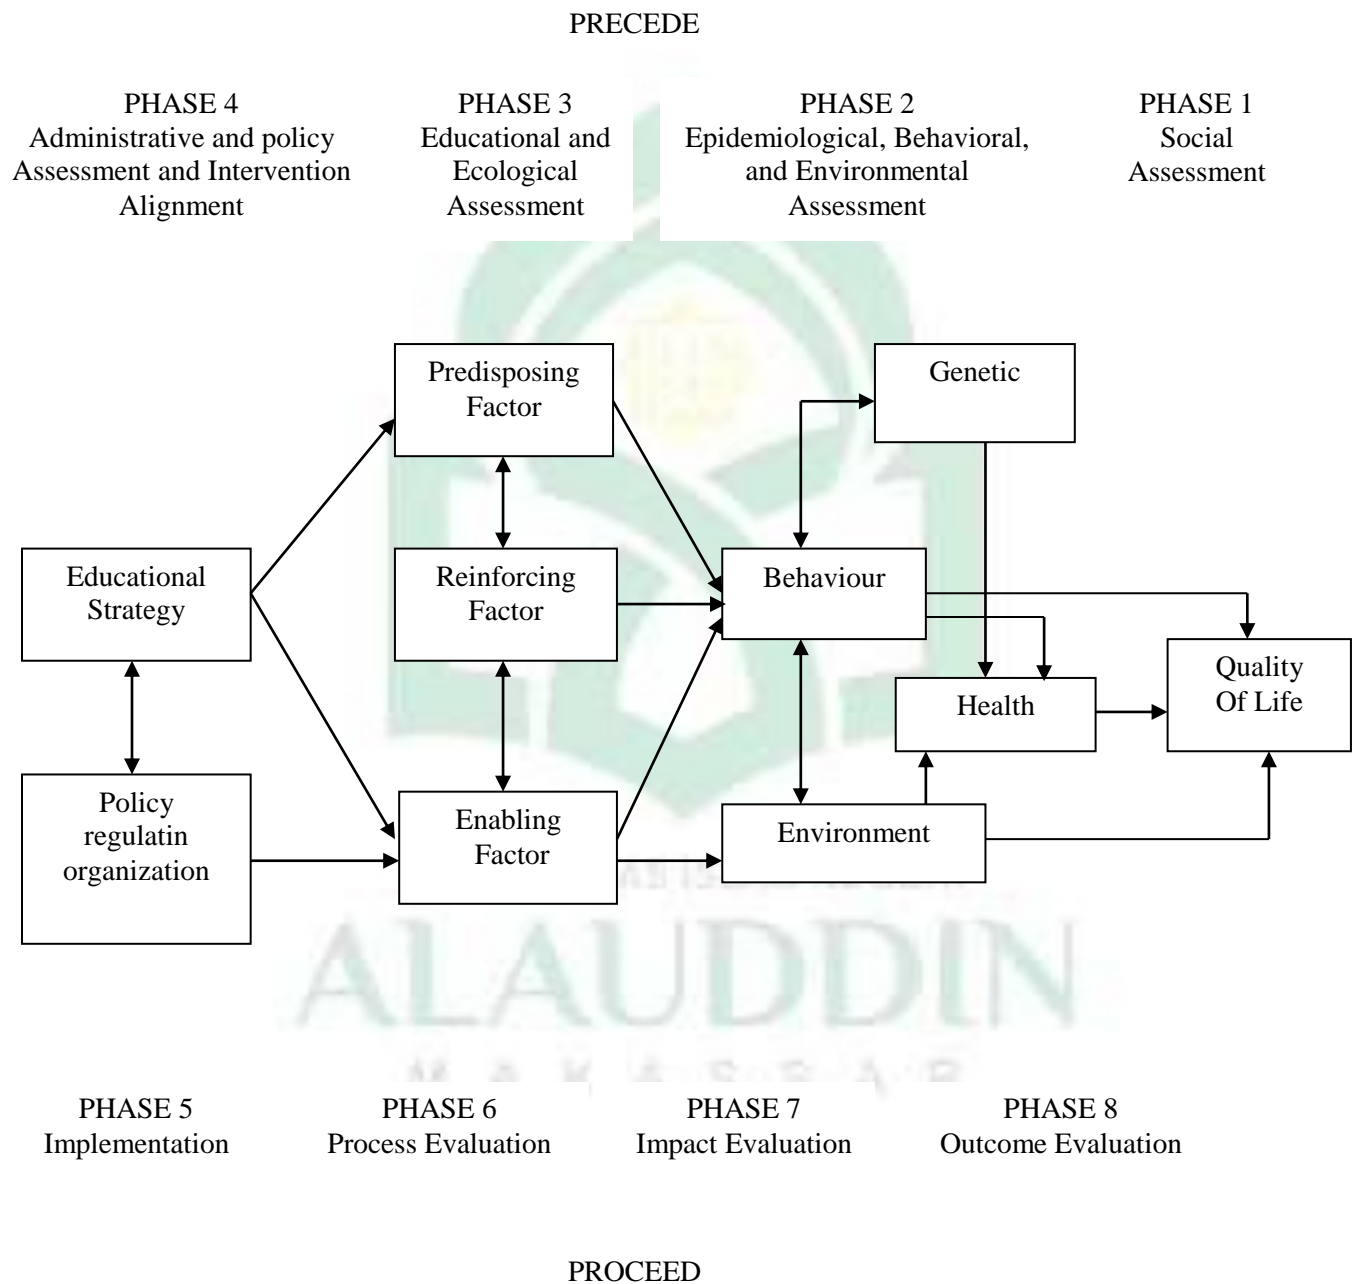 PRECEDE
PHASE 4
Administrative and policy
Assessment and Intervention
Alignment
PHASE 3
Educational and
Ecological
Assessment
PHASE 2
Epidemiological, Behavioral,
and Environmental
Assessment
PHASE 1
Social
Assessment
Predisposing
Factor
Genetic
Educational
Strategy
Reinforcing
Factor
Behaviour
Quality
Of Life
Health
Policy
regulatin
organization
Enabling
Factor
Environment
ALAUDDIN
MAKASSAR
PHASE 5
Implementation
PHASE 6
Process Evaluation
PHASE 7
Impact Evaluation
PHASE 8
Outcome Evaluation
PROCEED